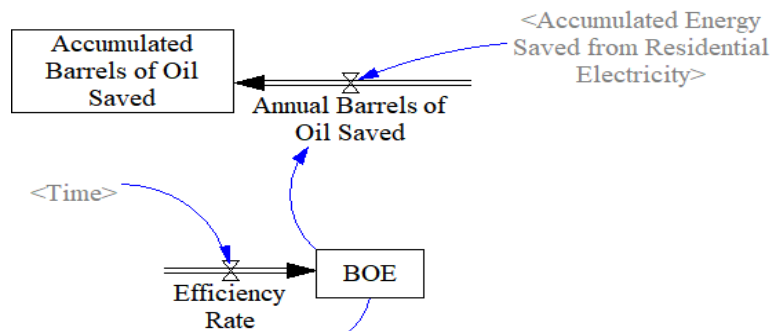 Accumulated
Barrels of Oil
Saved
<Accumulated Energy
Saved from Residential
Electricity>
Annual Barrels of
Oil Saved
<Time>
BOE
Efficiency
Rate